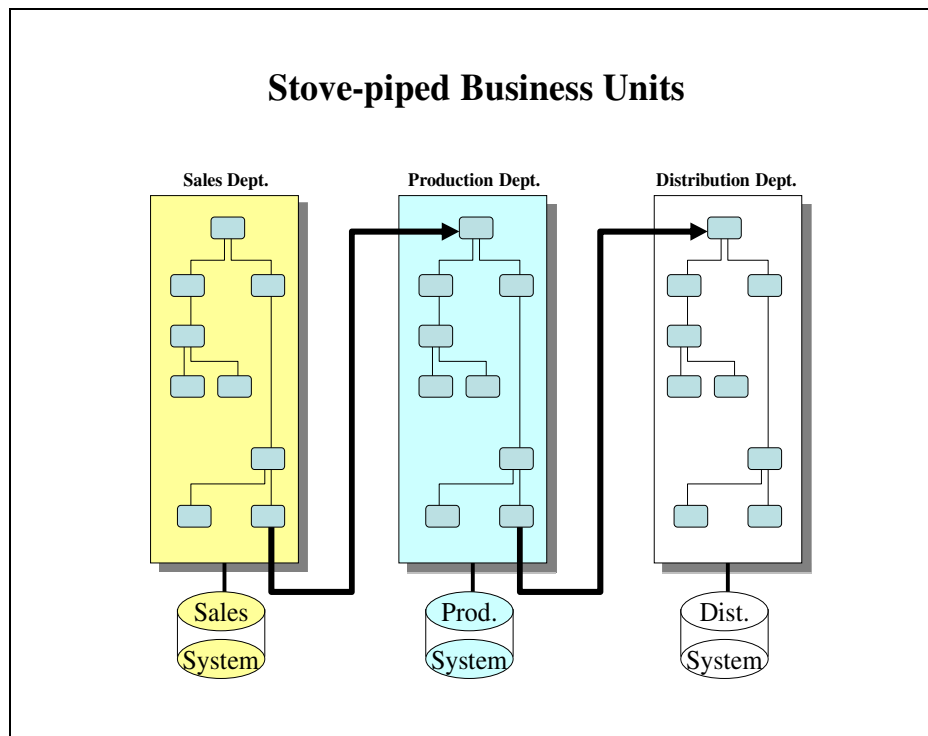 Stove-piped Business Units
Sales Dept.
Production Dept.
Distribution Dept.
Sales
System
Prod.
System
Dist.
System